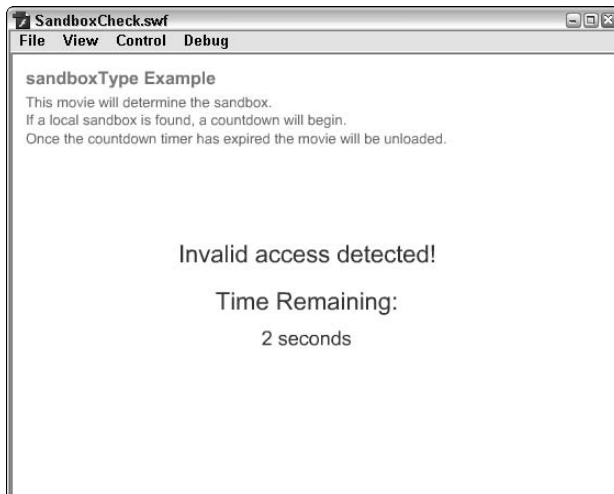 SandboxCheck.swf
File View Control Debug
sandboxType Example
This movie will determine the sandbox.
If a local sandbox is found, a countdown will begin.
Once the countdown timer has expired the movie will be unloaded.
Invalid access detected!
Time Remaining:
2 seconds